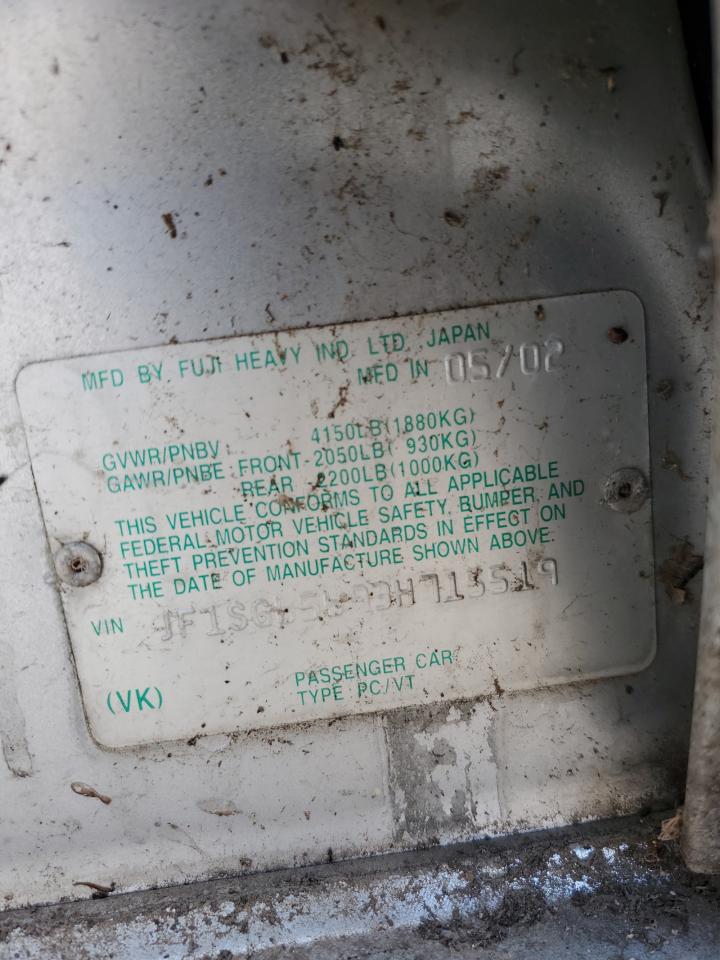 MFD BY FUJI HEAVY IND. LTD. JAPAN
MFD IN 05/02
GVWR/PNBV 4150LB(1880KG)
GAWR/PNBE FRONT-2050LB( 930KG)
REAR -2200LB(1000KG)
THIS VEHICLE CONFORMS TO ALL APPLICABLE
FEDERAL MOTOR VEHICLE SAFETY, BUMPER, AND
THEFT PREVENTION STANDARDS IN EFFECT ON
THE DATE OF MANUFACTURE SHOWN ABOVE.
VIN
(VK)
PASSENGER CAR
TYPE PC/VT